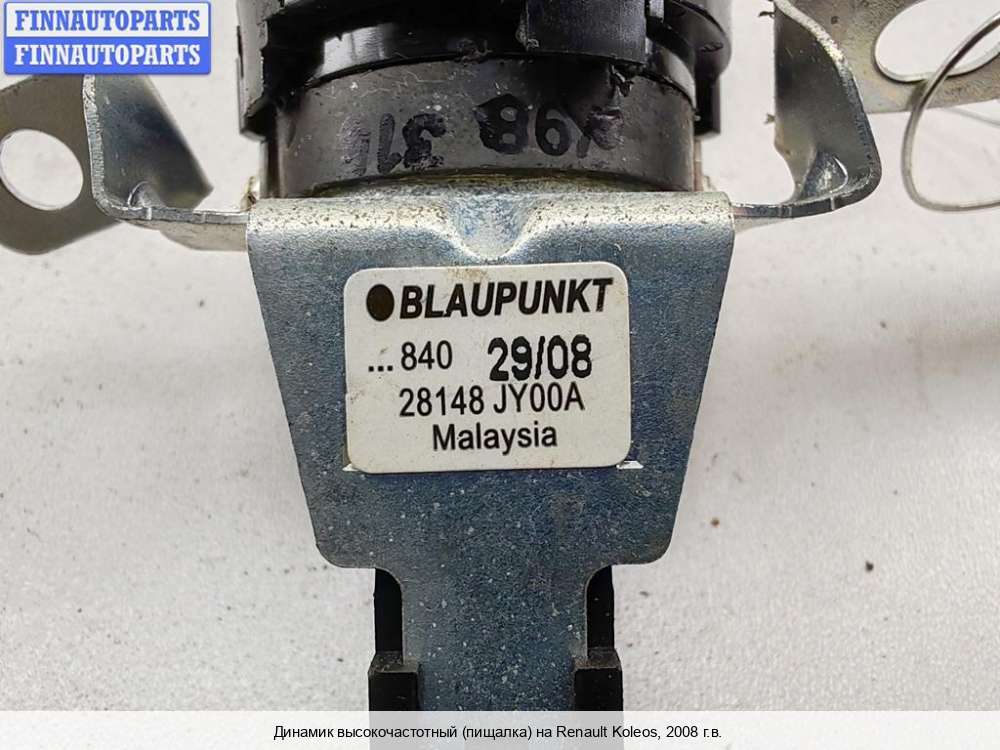 FINNAUTOPARTS
FINNAUTOPARTS
BLAUPUNKT
...840 29/08
28148 JY00A
Malaysia
Динамик высокочастотный (пищалка) на Renault Koleos, 2008 г.в.